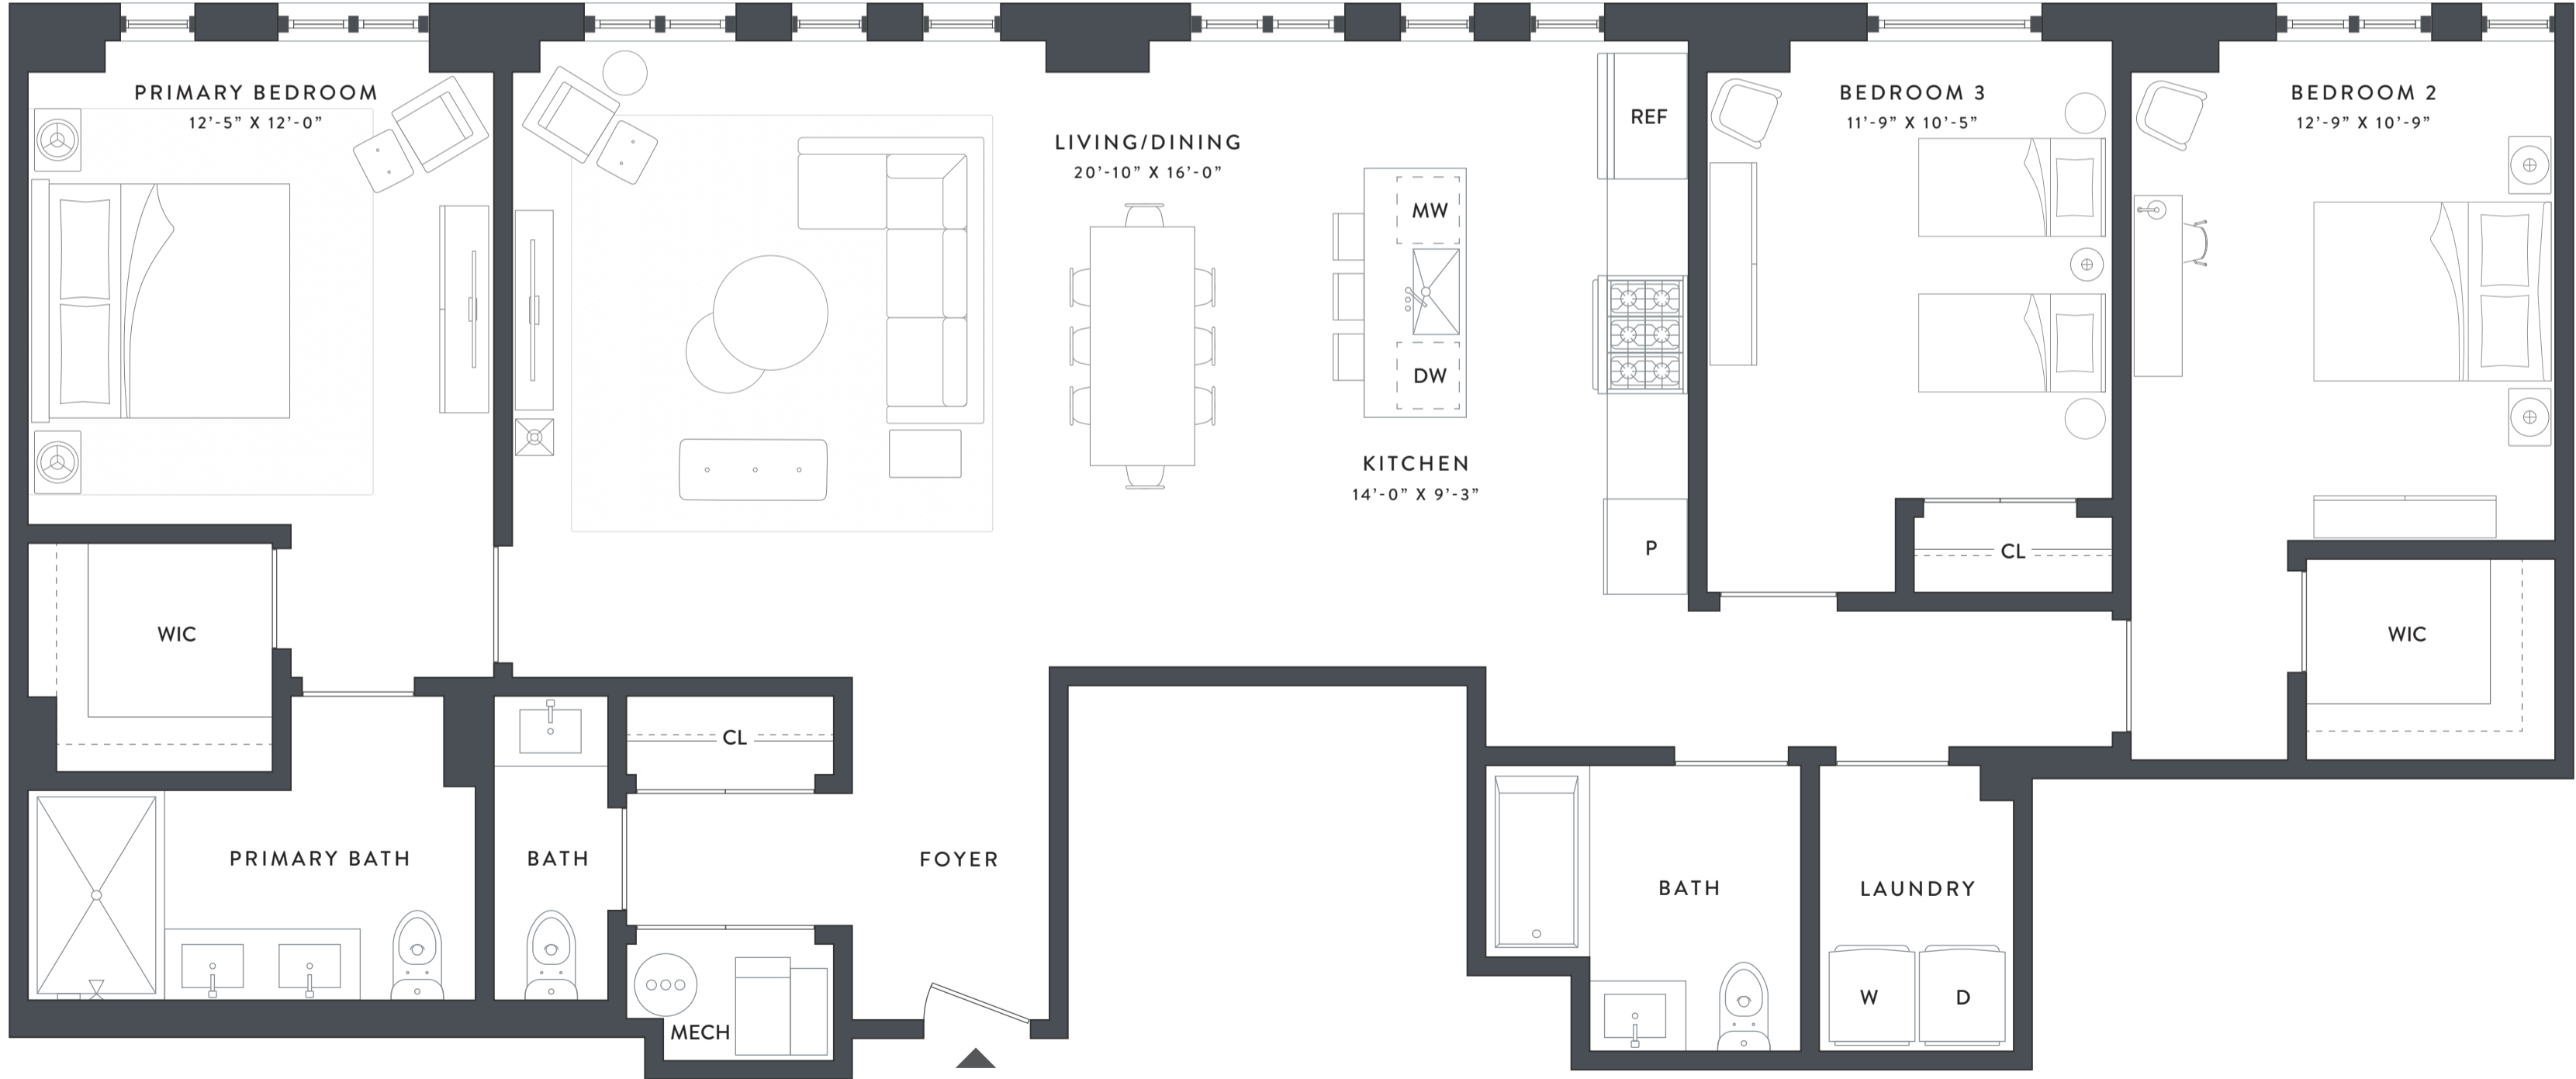 PRIMARY BEDROOM
12'-5” X 12'-0”
LIVING/DINING
20'-10” X 16'-0”
REF
MW
DW
KITCHEN
14'-0” X 9'-3”
P
BEDROOM 3
11'-9” X 10'-5”
CL
BEDROOM 2
12'-9” X 10'-9”
WIC
WIC
PRIMARY BATH
BATH
CL
FOYER
MECH
BATH
LAUNDRY
W
D